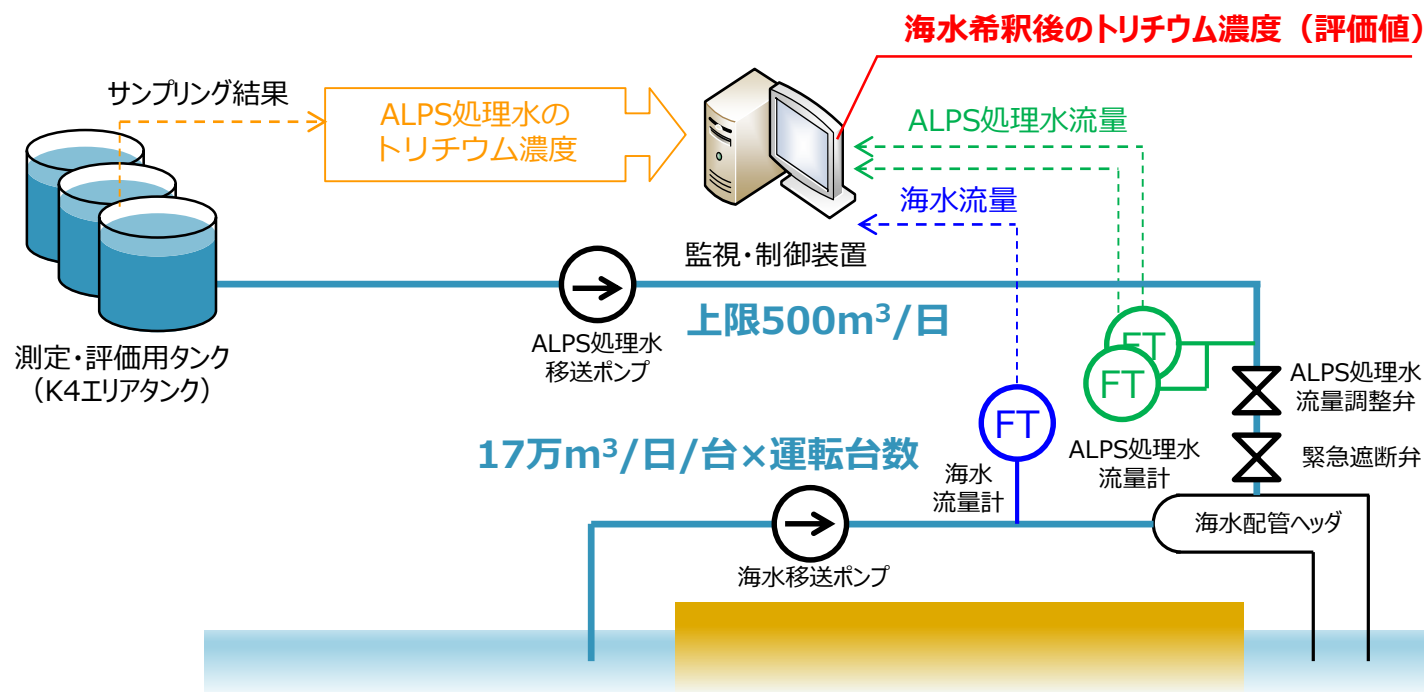 海水希釈後のトリチウム濃度（評価値）
サンプリング結果
ALPS処理水の
トリチウム濃度
ALPS処理水流量
海水流量
監視・制御装置
上限500m³/日
ALPS処理水
移送ポンプ
測定・評価用タンク
（K4エリアタンク）
FT
FT
ALPS処理水
流量調整弁
FT
ALPS処理水
流量計
緊急遮断弁
17万m³/日/台×運転台数
海水
流量計
海水配管ヘッダ
海水移送ポンプ